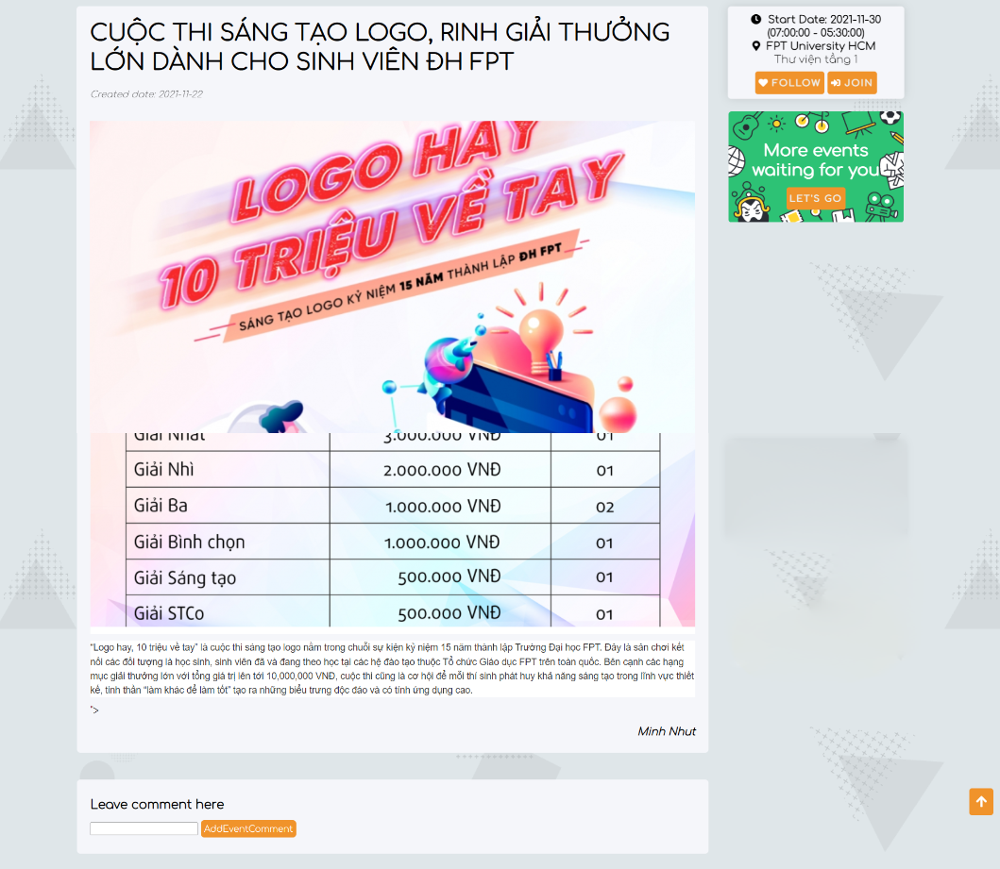 CUỘC THI SÁNG TẠO LOGO, RINH GIẢI THƯỞNG
LỚN DÀNH CHO SINH VIÊN ĐH FPT
Created date: 2021-11-22
LOGO HAY
10 TRIỆU VỀ TAY
SÁNG TẠO LOGO KỶ NIỆM 15 NĂM THÀNH LẬP ĐH FPT
Giải Nhất 3.000.000 VNĐ 01
Giải Nhì 2.000.000 VNĐ 01
Giải Ba 1.000.000 VNĐ 02
Giải Bình chọn 1.000.000 VNĐ 01
Giải Sáng tạo 500.000 VNĐ 01
Giải STCo 500.000 VNĐ 01
“Logo hay, 10 triệu về tay” là cuộc thi sáng tạo logo nằm trong chuỗi sự kiện kỷ niệm 15 năm thành lập Trường Đại học FPT. Đây là sân chơi kết
nối các đối tượng là học sinh, sinh viên đã và đang theo học tại các hệ đào tạo thuộc Tổ chức Giáo dục FPT trên toàn quốc. Bên cạnh các hạng
mục giải thưởng lớn với tổng giá trị lên tới 10,000,000 VNĐ, cuộc thi cũng là cơ hội để mỗi thí sinh phát huy khả năng sáng tạo trong lĩnh vực thiết
kế, tinh thần “làm khác để làm tốt” tạo ra những biểu trưng độc đáo và có tính ứng dụng cao.
">
Minh Nhut
Leave comment here
AddEventComment
Start Date: 2021-11-30
(07:00:00 - 05:30:00)
FPT University HCM
Thư viện tầng 1
FOLLOW JOIN
More events
waiting for you
LET'S GO